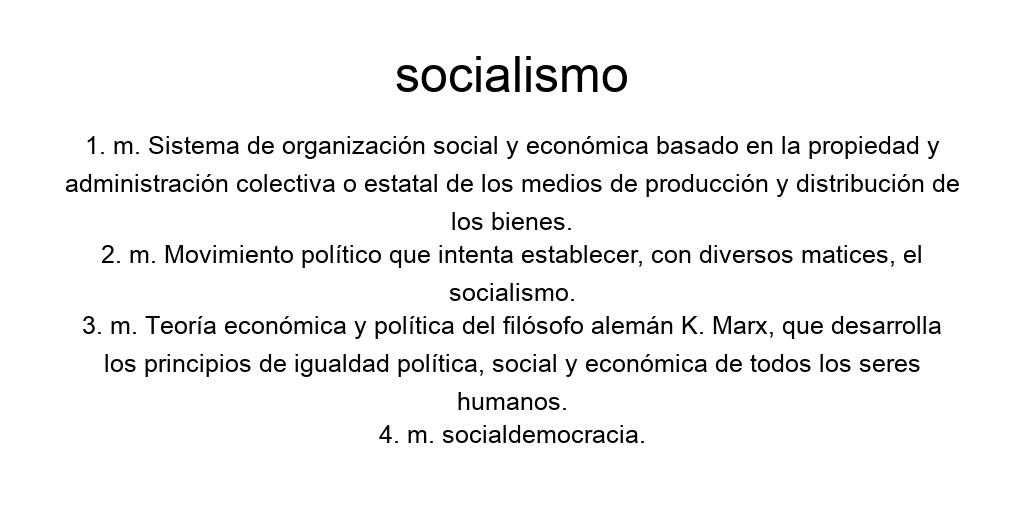 socialismo
1. m. Sistema de organización social y económica basado en la propiedad y
administración colectiva o estatal de los medios de producción y distribución de
los bienes.
2. m. Movimiento político que intenta establecer, con diversos matices, el
socialismo.
3. m. Teoría económica y política del filósofo alemán K. Marx, que desarrolla
los principios de igualdad política, social y económica de todos los seres
humanos.
4. m. socialdemocracia.